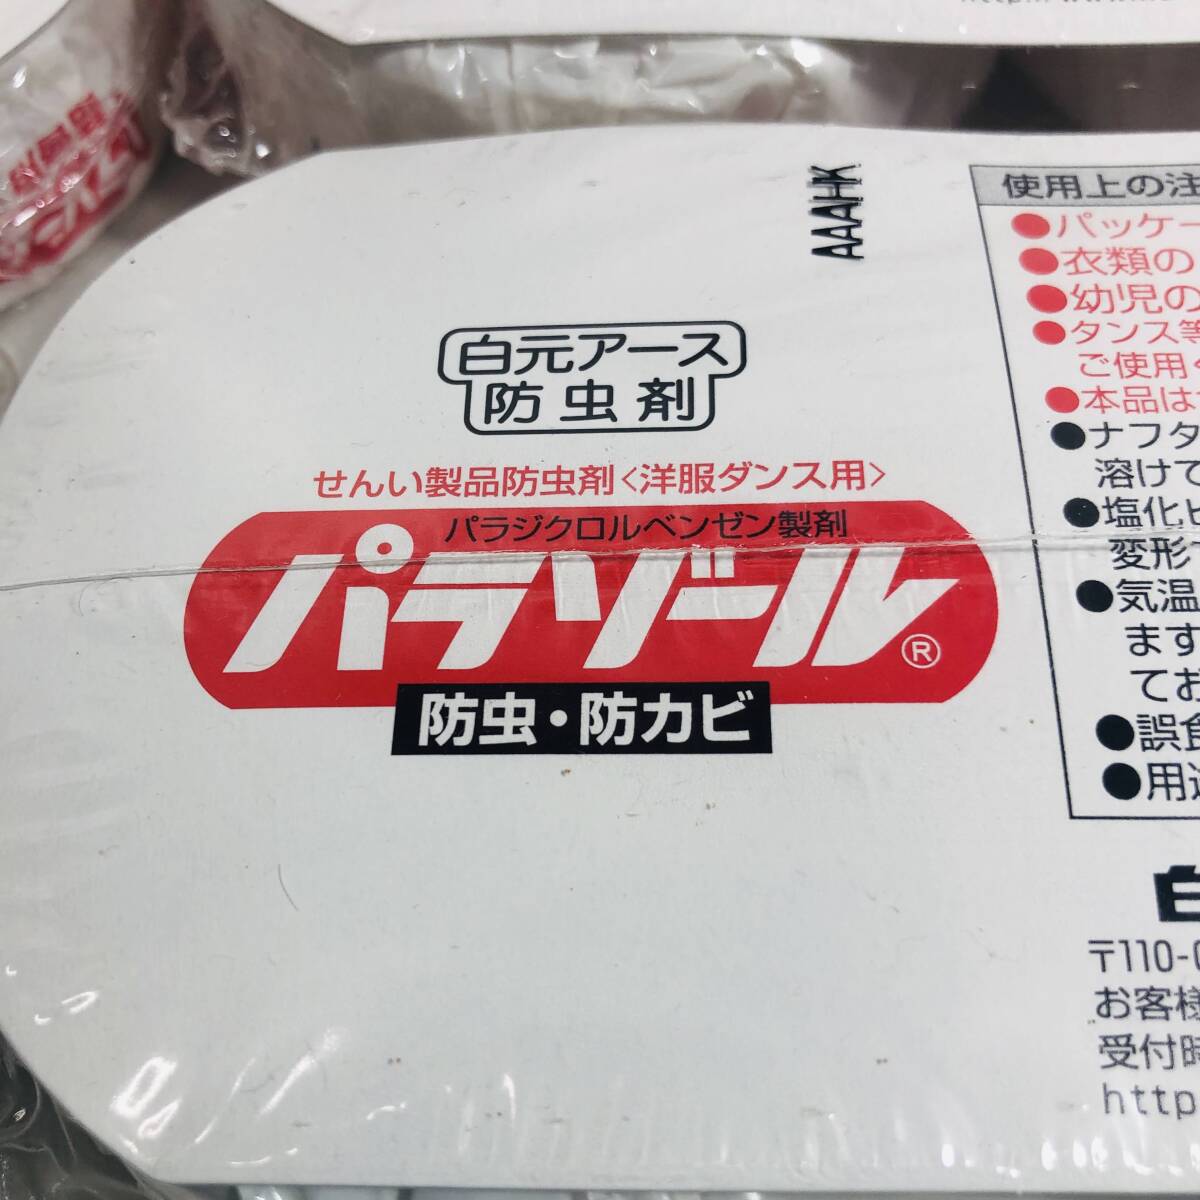 AAAHK
白元アース
防虫剤
せんい製品防虫剤<洋服ダンス用>
パラジクロルベンゼン製剤
パラゾール®
防虫・防カビ
使用上の注
●パッケー
●衣類の
●幼児の
●タンス等
ご使用く
●本品は
●ナフタ
溶けて
●塩化ビ
変形
●気温
ます
てお
●誤食
●用途
白
〒110-0
お客様
受付時
http